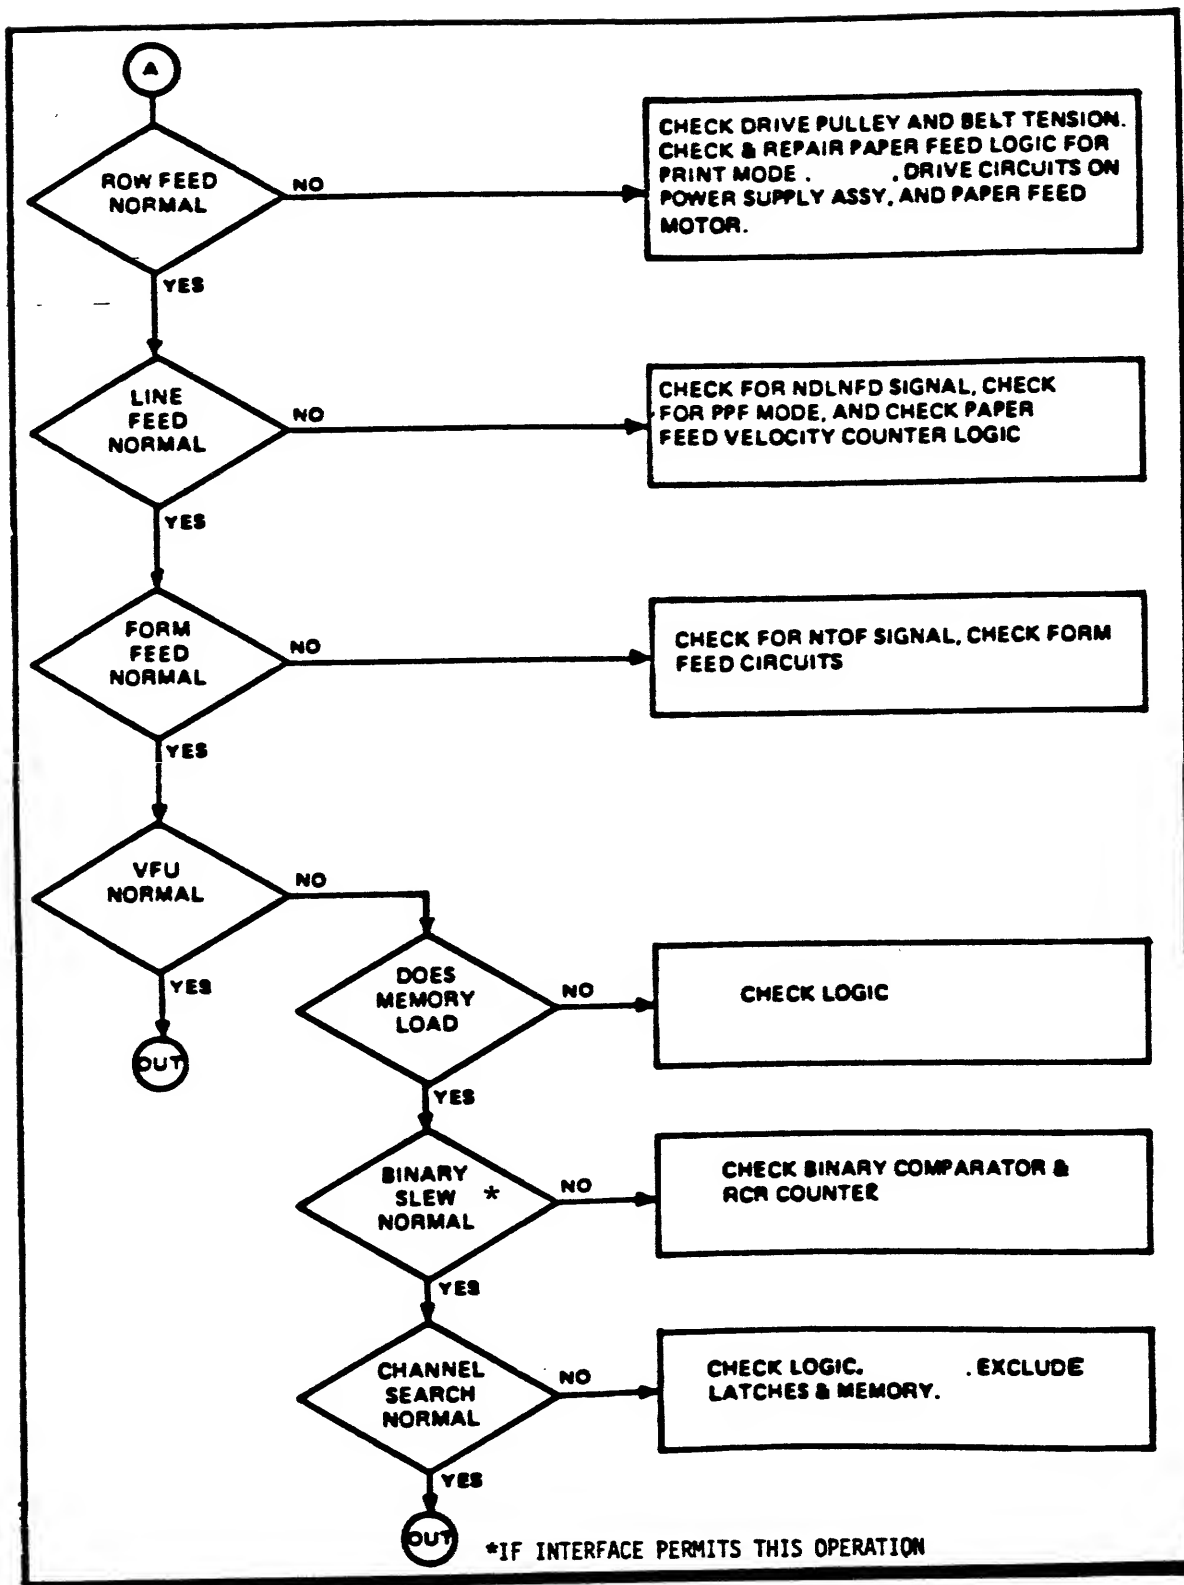 A
ROW FEED
NORMAL
NO
CHECK DRIVE PULLEY AND BELT TENSION.
CHECK & REPAIR PAPER FEED LOGIC FOR
PRINT MODE . , DRIVE CIRCUITS ON
POWER SUPPLY ASSY, AND PAPER FEED
MOTOR.
YES
LINE
FEED
NORMAL
NO
CHECK FOR NDLNFD SIGNAL, CHECK
FOR PPF MODE, AND CHECK PAPER
FEED VELOCITY COUNTER LOGIC
YES
FORM
FEED
NORMAL
NO
CHECK FOR NTOF SIGNAL, CHECK FORM
FEED CIRCUITS
YES
VFU
NORMAL
NO
YES
OUT
DOES
MEMORY
LOAD
NO
CHECK LOGIC
YES
BINARY
SLEW *
NORMAL
NO
CHECK BINARY COMPARATOR &
RCR COUNTER
YES
CHANNEL
SEARCH
NORMAL
NO
CHECK LOGIC. . EXCLUDE
LATCHES & MEMORY.
YES
OUT
*IF INTERFACE PERMITS THIS OPERATION